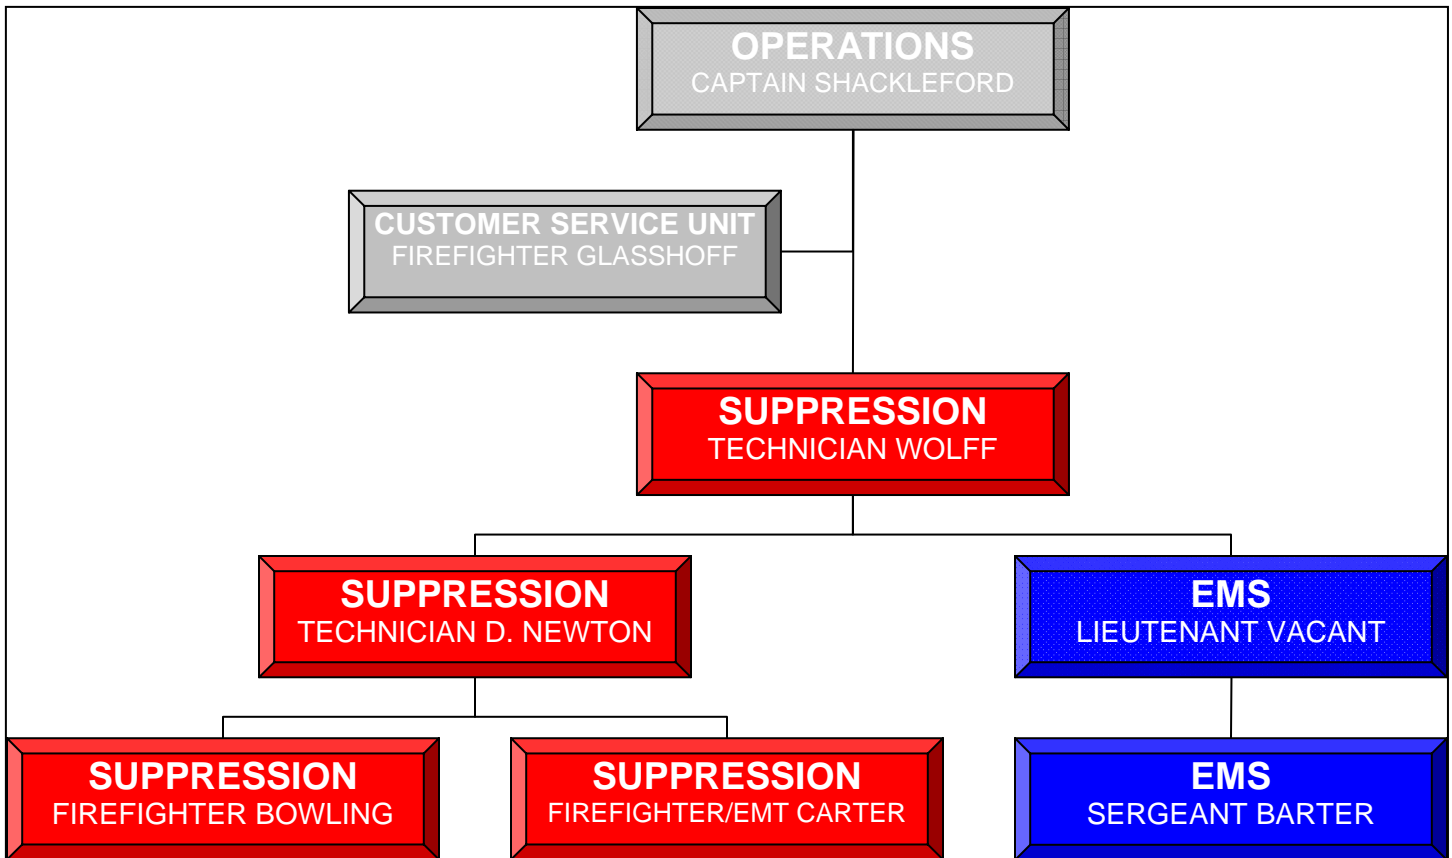 OPERATIONS
CAPTAIN SHACKLEFORD
CUSTOMER SERVICE UNIT
FIREFIGHTER GLASSHOFF
SUPPRESSION
TECHNICIAN WOLFF
SUPPRESSION
TECHNICIAN D. NEWTON
EMS
LIEUTENANT VACANT
SUPPRESSION
FIREFIGHTER BOWLING
SUPPRESSION
FIREFIGHTER/EMT CARTER
EMS
SERGEANT BARTER